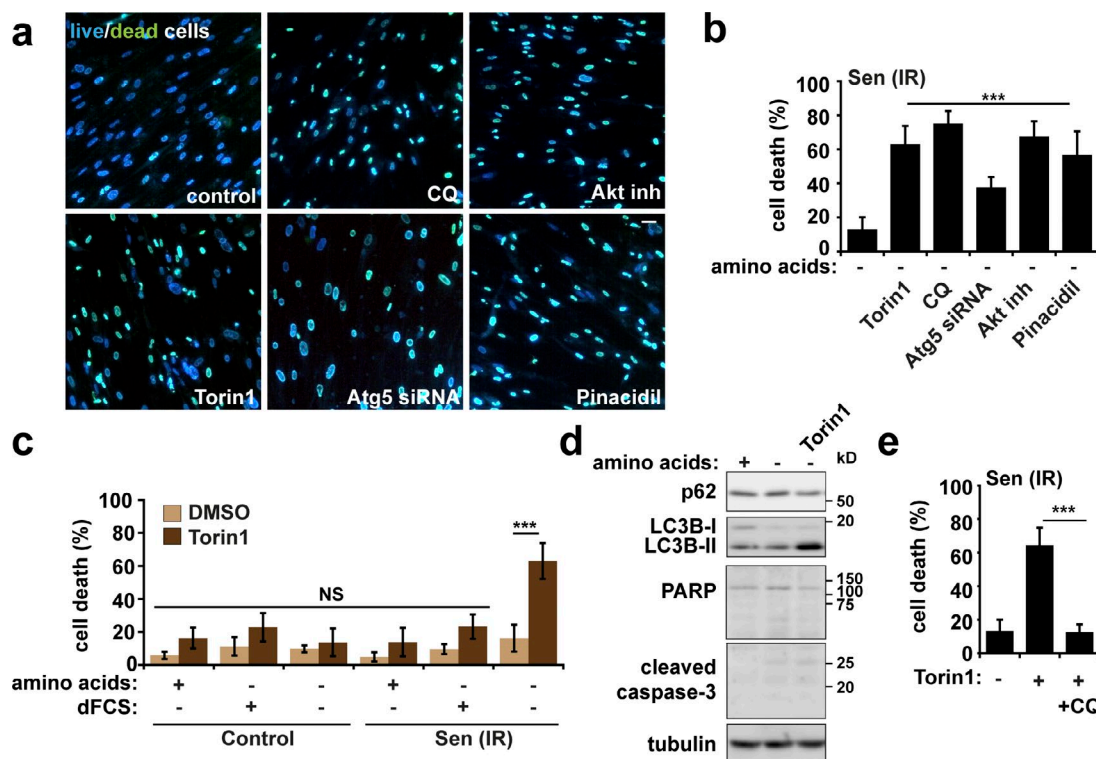 a
live/dead cells
control
CQ
Akt inh
Torin1
Atg5 siRNA
Pinacidil
b
Sen (IR)
***
cell death (%)
100
80
60
40
20
0
amino acids: - - - - - -
Torin1
CQ
Atg5 siRNA
Akt inh
Pinacidil
c
cell death (%)
100
80
60
40
20
0
DMSO
Torin1
NS
***
amino acids: + - - + - -
dFCS: - + - - + -
Control
Sen (IR)
d
Torin1
amino acids: + - - kD
p62
50
LC3B-I
20
LC3B-II
PARP
150
100
75
cleaved
caspase-3
25
20
tubulin
e
Sen (IR)
***
cell death (%)
100
80
60
40
20
0
Torin1: - + +
+CQ